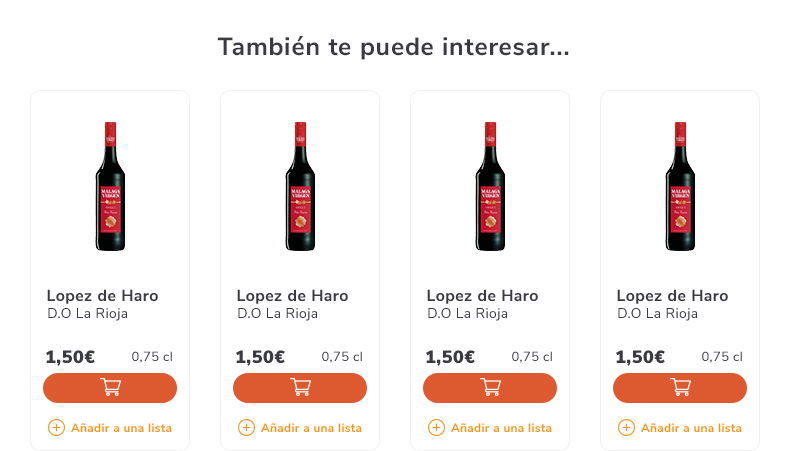 También te puede interesar...
MALAGA
VIRGEN
Lopez de Haro
D.O La Rioja
1,50€ 0,75 cl
Añadir a una lista
MALAGA
VIRGEN
Lopez de Haro
D.O La Rioja
1,50€ 0,75 cl
Añadir a una lista
MALAGA
VIRGEN
Lopez de Haro
D.O La Rioja
1,50€ 0,75 cl
Añadir a una lista
MALAGA
VIRGEN
Lopez de Haro
D.O La Rioja
1,50€ 0,75 cl
Añadir a una lista